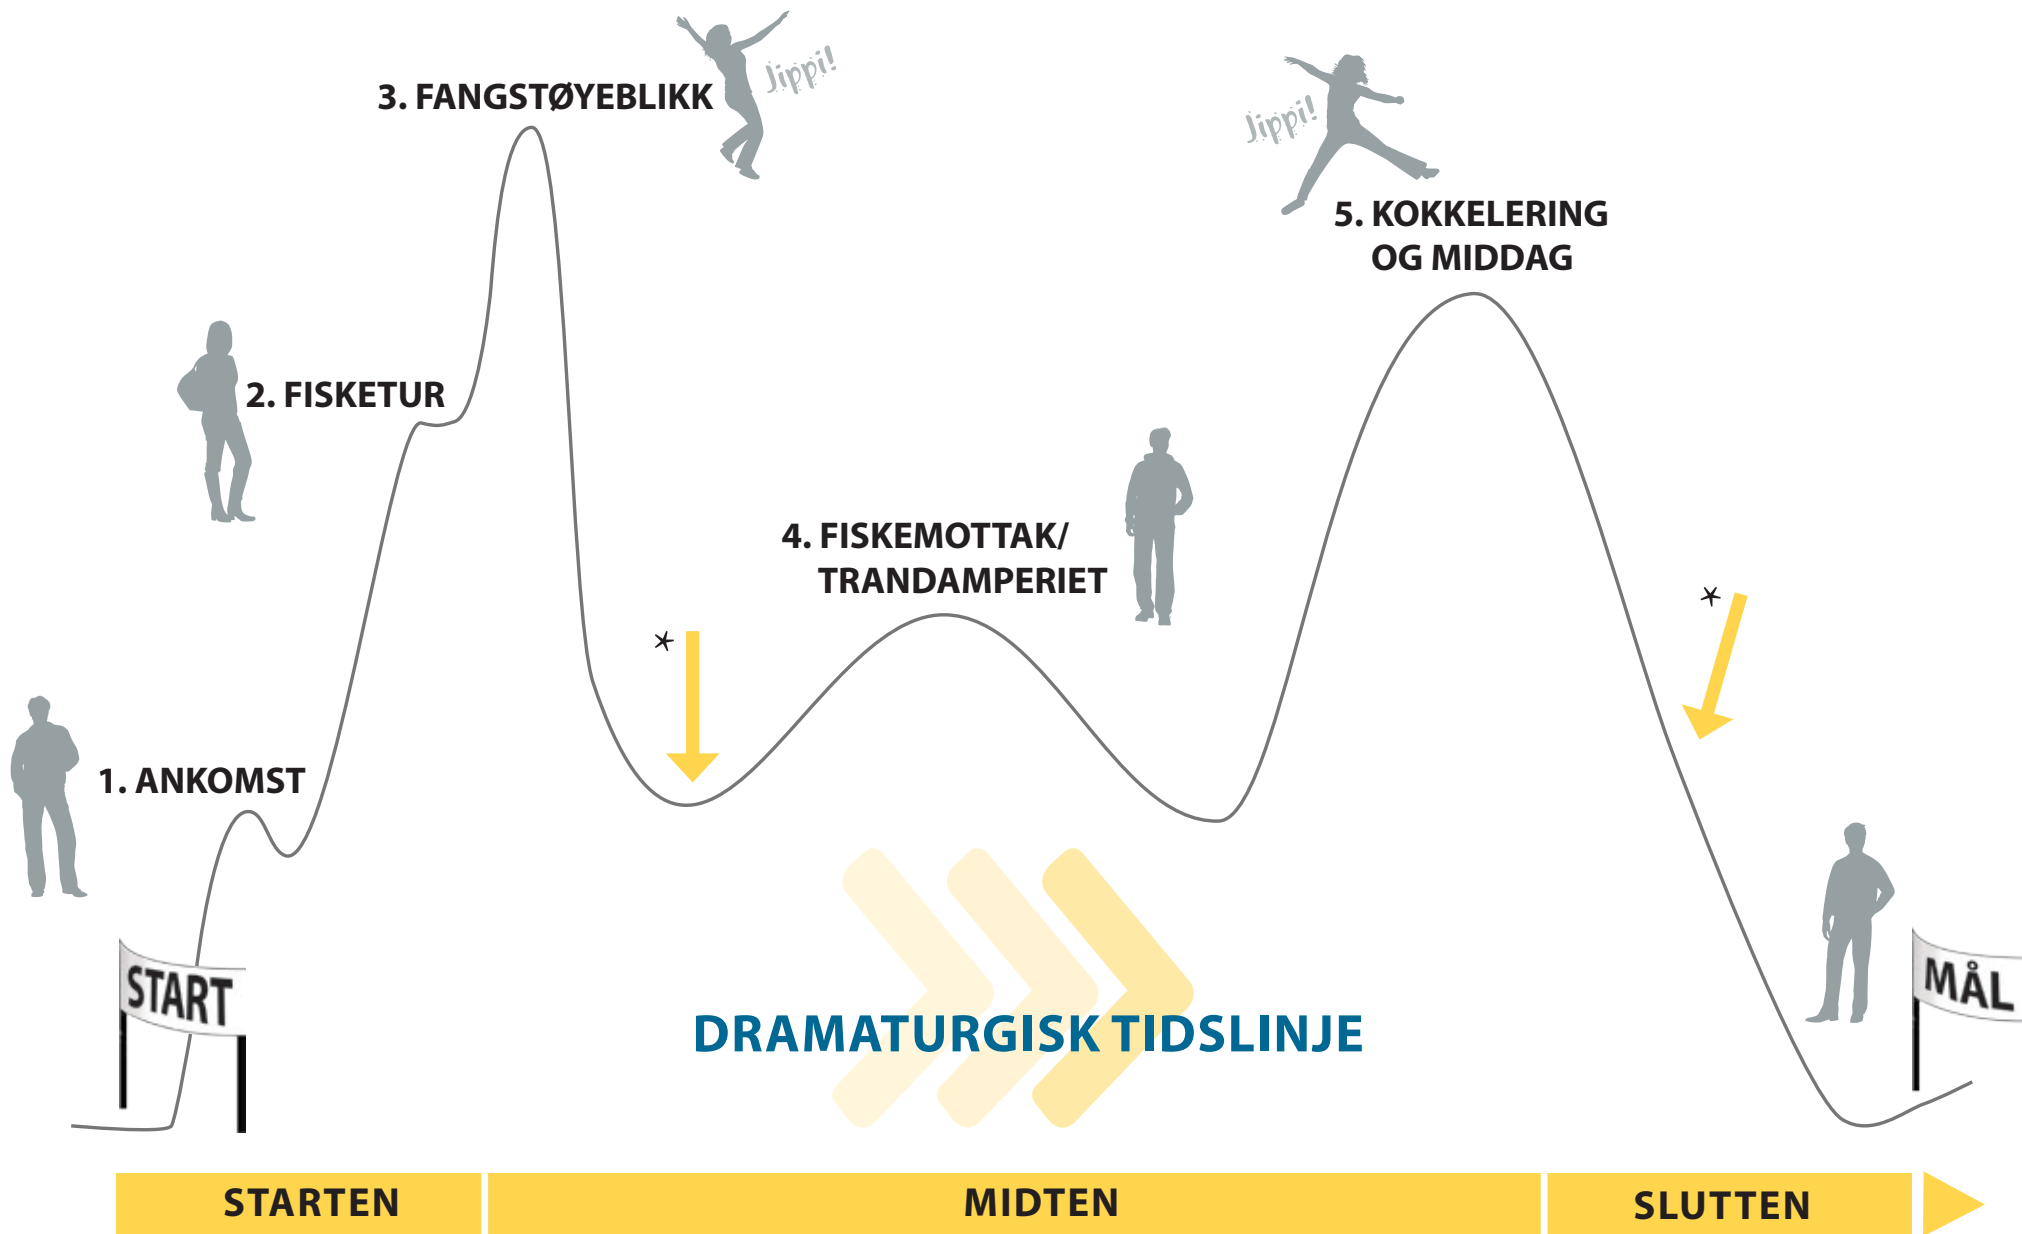 Jippi!
3. FANGSTØYEBLIKK
Jippi!
5. KOKKELERING
OG MIDDAG
2. FISKETUR
4. FISKEMOTTAK/
TRANDAMPERIET
*
*
1. ANKOMST
START
MÅL
DRAMATURGISK TIDSLINJE
STARTEN
MIDTEN
SLUTTEN